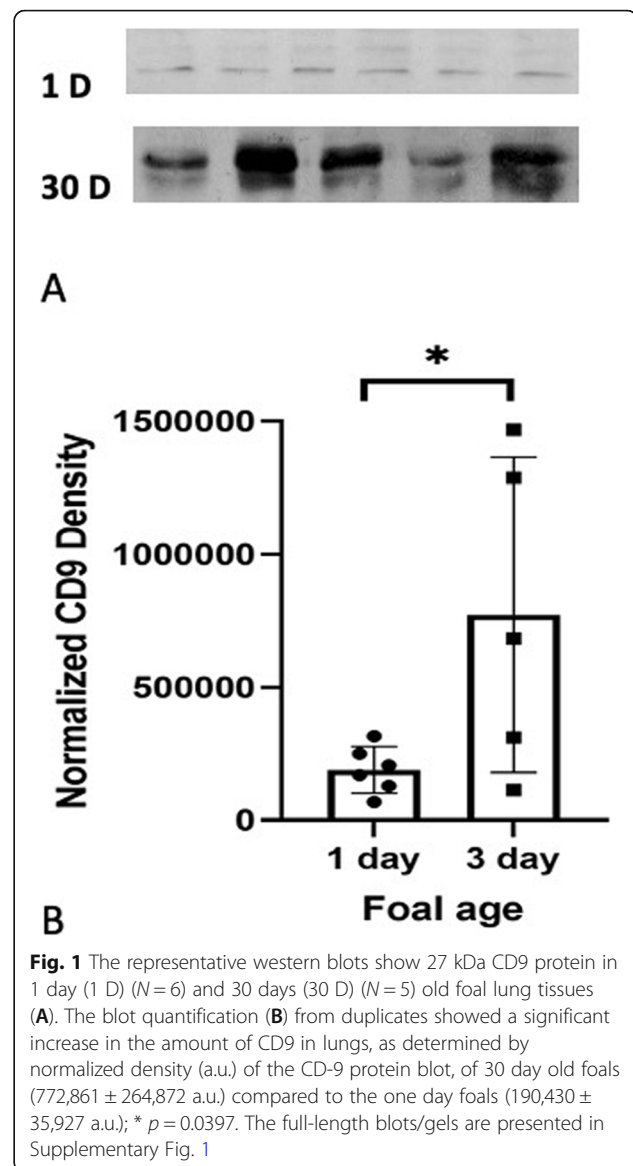 1 D
30 D
A
*
1500000
1000000
500000
0
Normalized CD9 Density
1 day 3 day
Foal age
B
Fig. 1 The representative western blots show 27 kDa CD9 protein in
1 day (1 D) (N = 6) and 30 days (30 D) (N = 5) old foal lung tissues
(A). The blot quantification (B) from duplicates showed a significant
increase in the amount of CD9 in lungs, as determined by
normalized density (a.u.) of the CD-9 protein blot, of 30 day old foals
(772,861 ± 264,872 a.u.) compared to the one day foals (190,430 ±
35,927 a.u.); * p = 0.0397. The full-length blots/gels are presented in
Supplementary Fig. 1